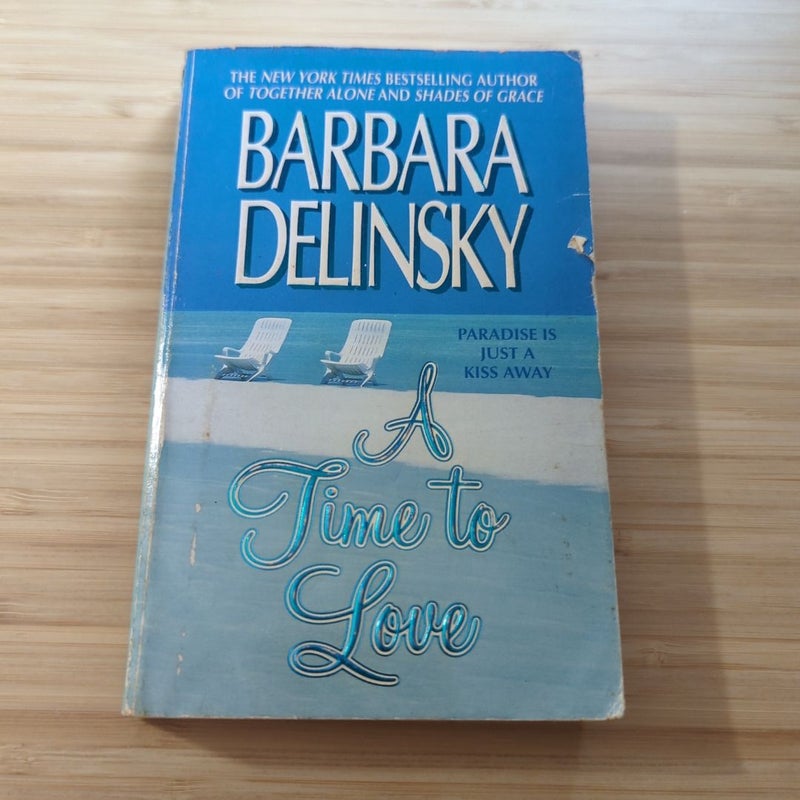 THE NEW YORK TIMES BESTSELLING AUTHOR
OF TOGETHER ALONE AND SHADES OF GRACE
BARBARA
DELINSKY
PARADISE IS
JUST A
KISS AWAY
A
Time to
Love